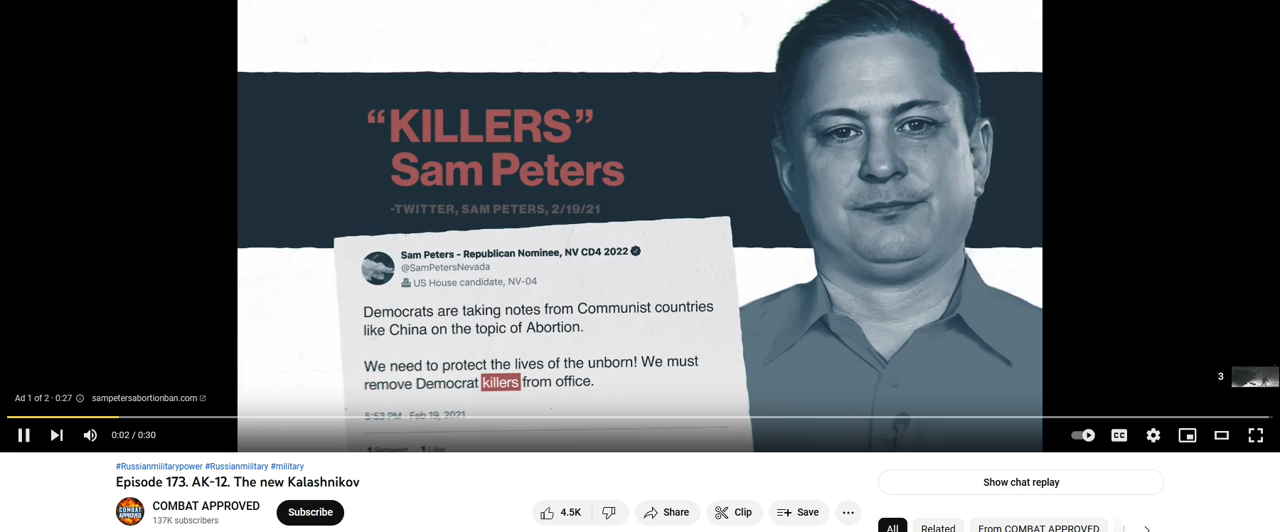 “KILLERS”
Sam Peters
-TWITTER, SAM PETERS, 2/19/21
Sam Peters - Republican Nominee, NV CD4 2022
@SamPetersNevada
US House candidate, NV-04
Democrats are taking notes from Communist countries
like China on the topic of Abortion.
We need to protect the lives of the unborn! We must
remove Democrat killers from office.
5:53 PM · Feb 19, 2021
3
Ad 1 of 2 · 0:27 sampetersabortionban.com
0:02 / 0:30
CC
#Russianmilitarypower #Russianmilitary #military
Episode 173. AK-12. The new Kalashnikov
COMBAT APPROVED
137K subscribers
Subscribe
4.5K
Share
Clip
Save
Show chat replay
All
Related
From COMBAT APPROVED